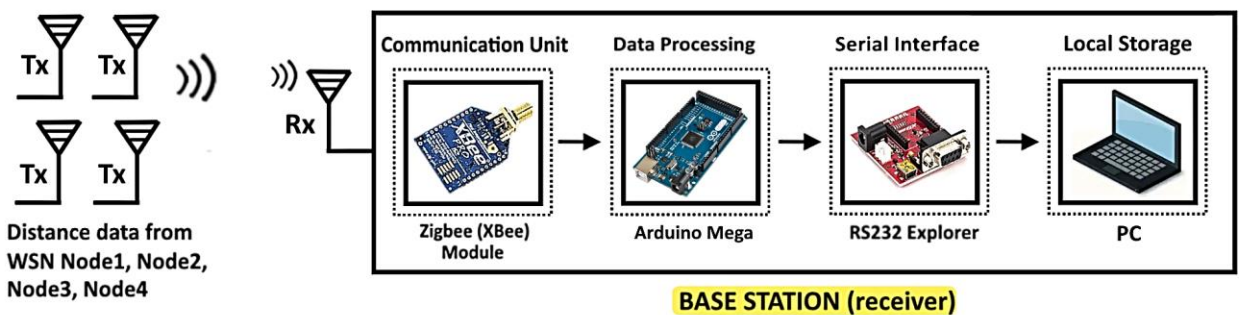 Tx
Tx
Tx
Tx
Distance data from
WSN Node1, Node2,
Node3, Node4
Rx
Communication Unit
Data Processing
Serial Interface
Local Storage
XBee
Zigbee (XBee)
Module
Arduino Mega
RS232 Explorer
PC
BASE STATION (receiver)